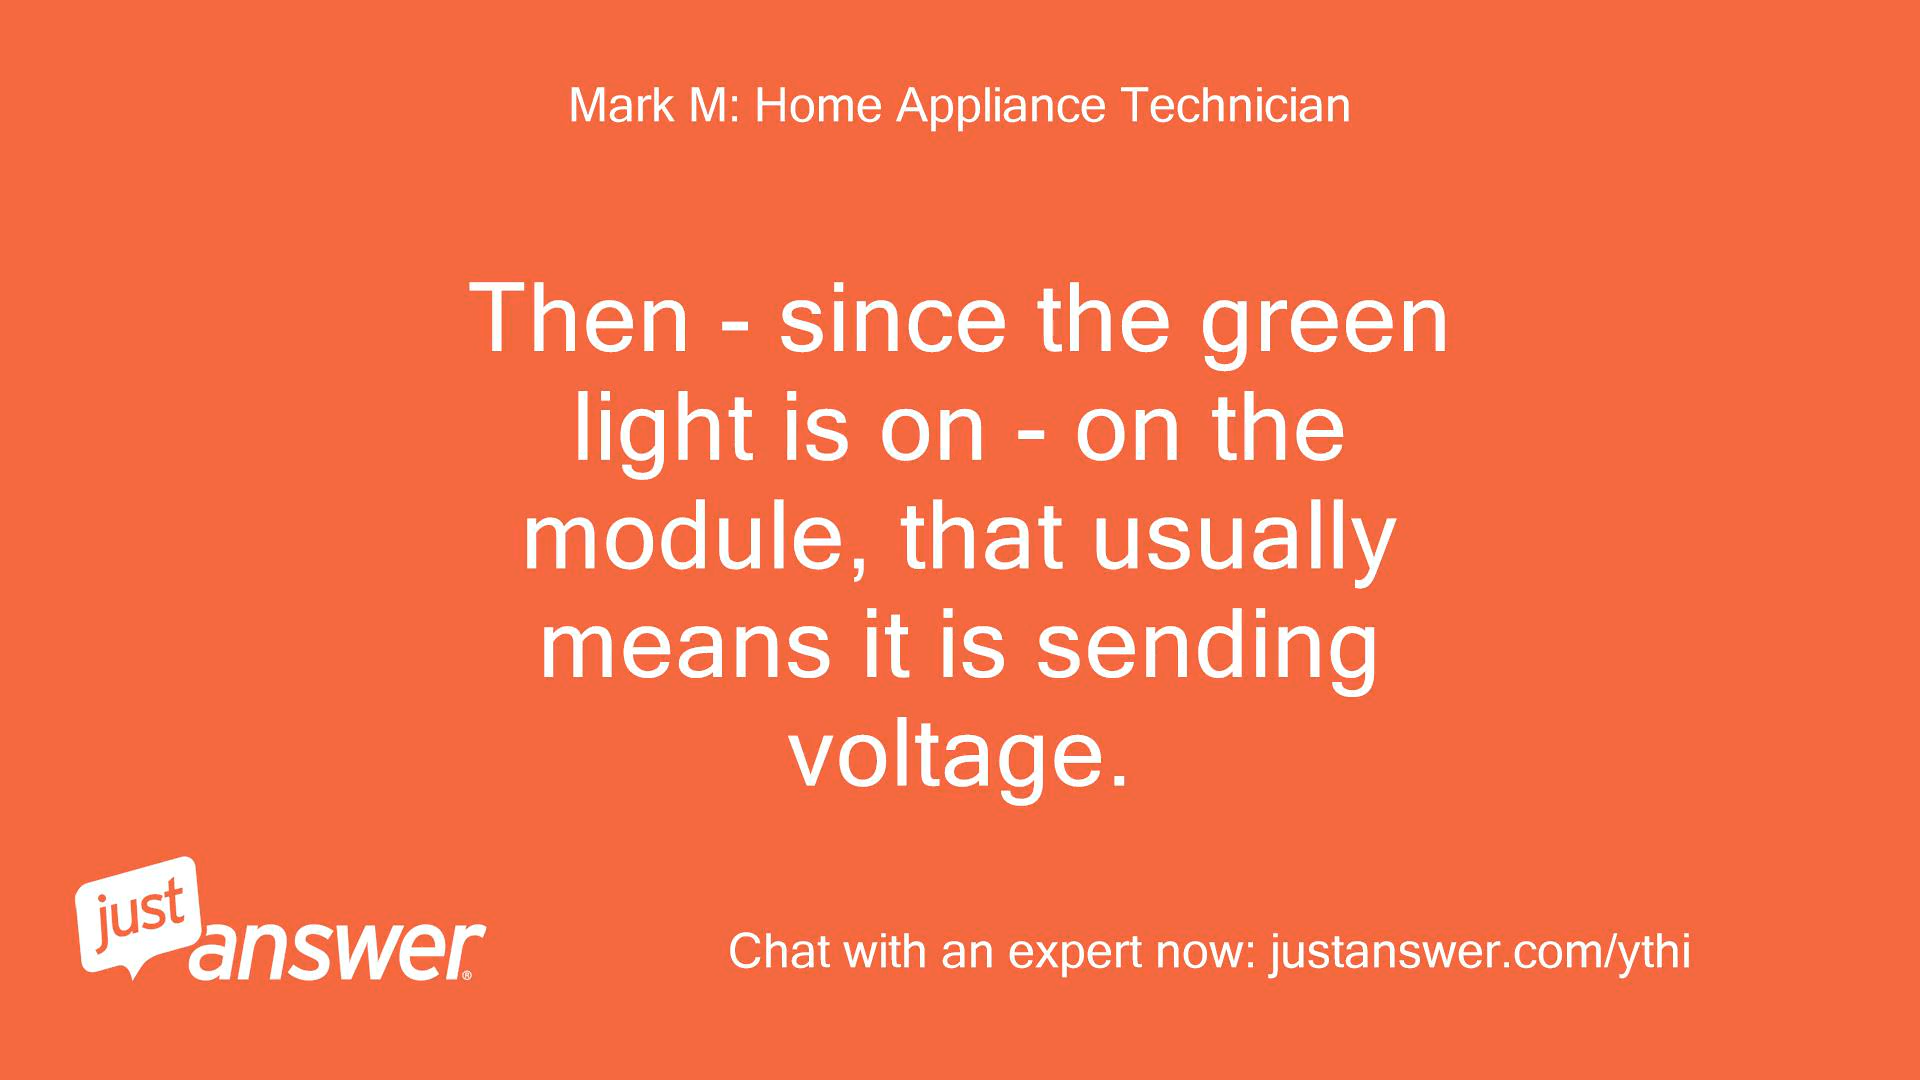 Mark M: Home Appliance Technician
Then - since the green
light is on - on the
module, that usually
means it is sending
voltage.
just
answer®
Chat with an expert now: justanswer.com/ythi